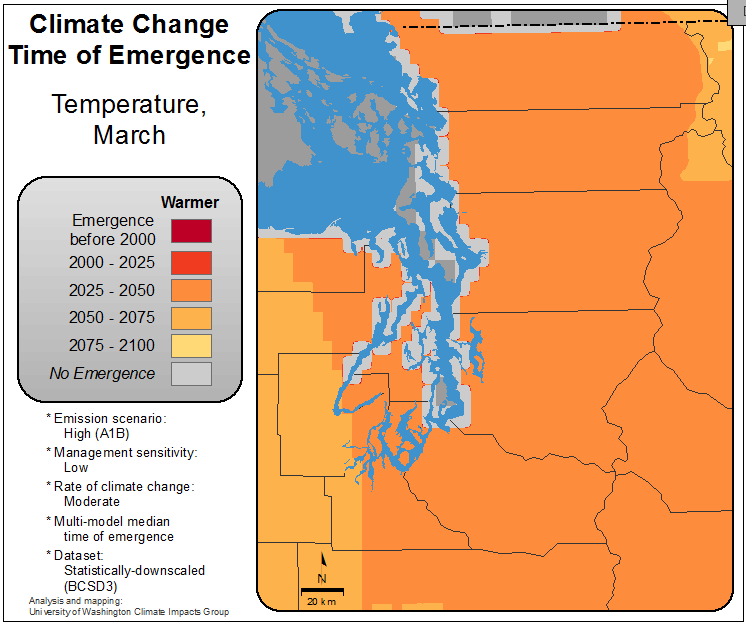 Climate Change
Time of Emergence
Temperature,
March
Warmer
Emergence
before 2000
2000 - 2025
2025 - 2050
2050 - 2075
2075 - 2100
No Emergence
* Emission scenario:
High (A1B)
* Management sensitivity:
Low
* Rate of climate change:
Moderate
* Multi-model median
time of emergence
* Dataset:
Statistically-downscaled
(BCSD3)
Analysis and mapping:
University of Washington Climate Impacts Group
N
20 km